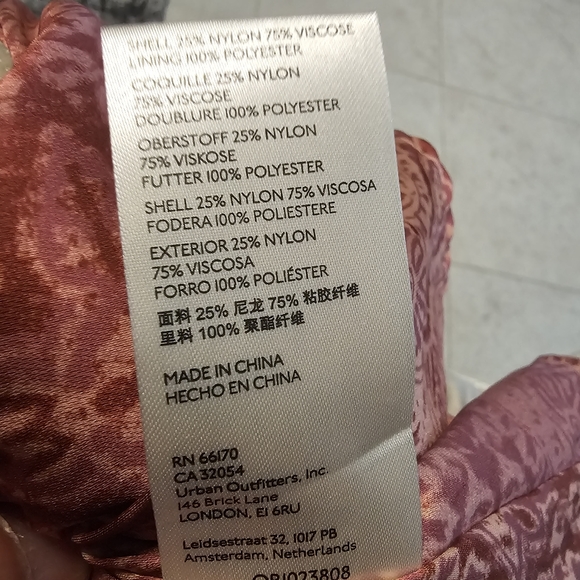 SHELL 25% NYLON 75% VISCOSE
LINING 100% POLYESTER
COQUILLE 25% NYLON
75% VISCOSE
DOUBLURE 100% POLYESTER
OBERSTOFF 25% NYLON
75% VISKOSE
FUTTER 100% POLYESTER
SHELL 25% NYLON 75% VISCOSA
FODERA 100% POLIESTERE
EXTERIOR 25% NYLON
75% VISCOSA
FORRO 100% POLIÉSTER
面料 25% 尼龙 75% 粘胶纤维
里料 100% 聚酯纤维
MADE IN CHINA
HECHO EN CHINA
RN 66170
CA 32054
Urban Outfitters, Inc.
146 Brick Lane
LONDON, E1 6RU
Leidsestraat 32, 1017 PB
Amsterdam, Netherlands